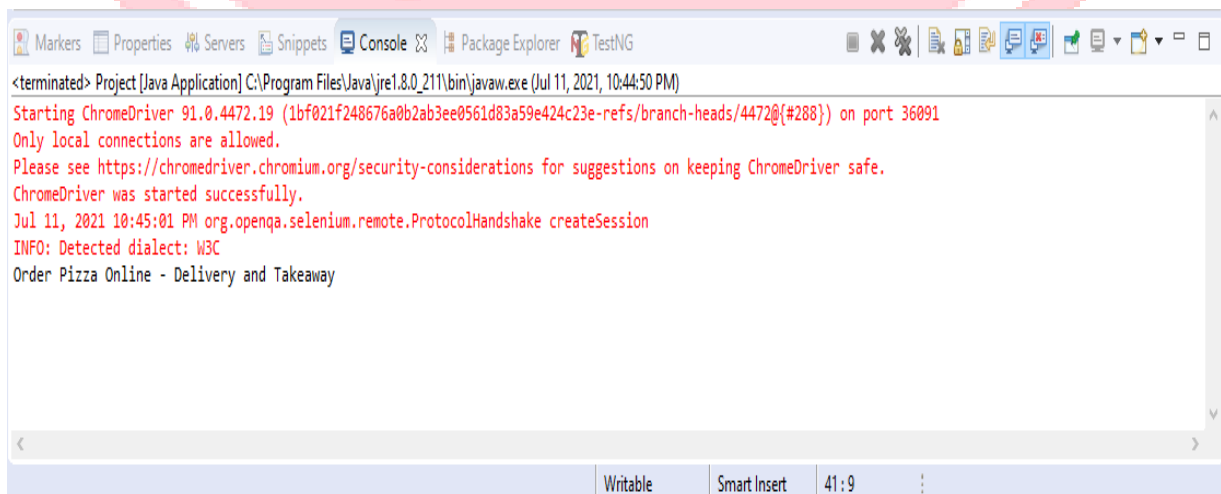 Markers Properties Servers Snippets Console Package Explorer TestNG
<terminated> Project [Java Application] C:\Program Files\Java\jre1.8.0_211\bin\javaw.exe (Jul 11, 2021, 10:44:50 PM)
Starting ChromeDriver 91.0.4472.19 (1bf021f248676a0b2ab3ee0561d83a59e424c23e-refs/branch-heads/4472@{#288}) on port 36091
Only local connections are allowed.
Please see https://chromedriver.chromium.org/security-considerations for suggestions on keeping ChromeDriver safe.
ChromeDriver was started successfully.
Jul 11, 2021 10:45:01 PM org.openqa.selenium.remote.ProtocolHandshake createSession
INFO: Detected dialect: W3C
Order Pizza Online - Delivery and Takeaway
Writable Smart Insert 41 : 9